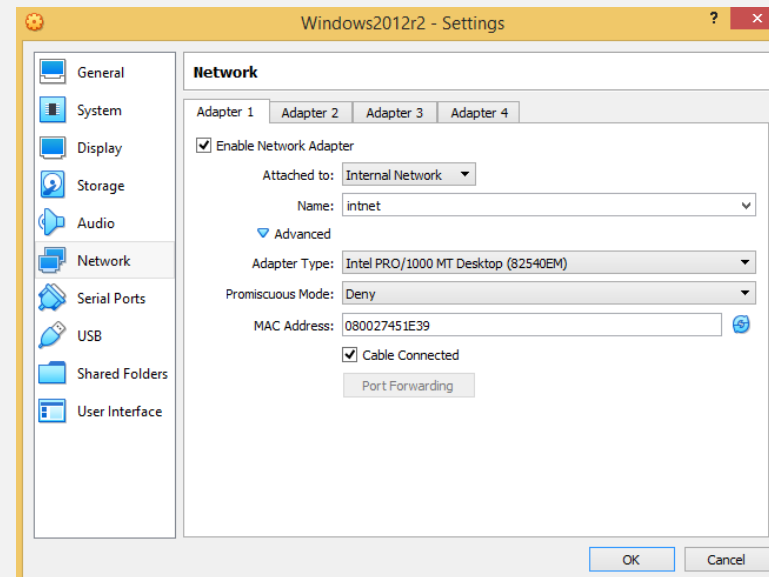 Windows2012r2 - Settings
? ×
General
System
Display
Storage
Audio
Network
Serial Ports
USB
Shared Folders
User Interface
Network
Adapter 1 Adapter 2 Adapter 3 Adapter 4
Enable Network Adapter
Attached to: Internal Network
Name: intnet
Advanced
Adapter Type: Intel PRO/1000 MT Desktop (82540EM)
Promiscuous Mode: Deny
MAC Address: 080027451E39
Cable Connected
Port Forwarding
OK Cancel